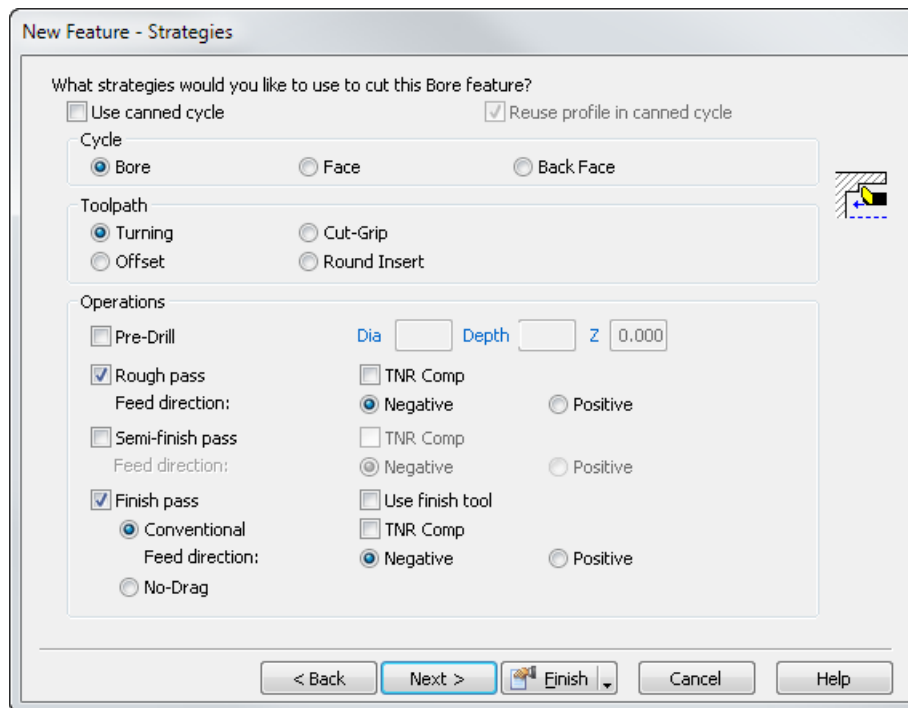 New Feature - Strategies
What strategies would you like to use to cut this Bore feature?
Use canned cycle Reuse profile in canned cycle
Cycle
Bore Face Back Face
Toolpath
Turning Cut-Grip
Offset Round Insert
Operations
Pre-Drill Dia Depth Z 0.000
Rough pass TNR Comp
Feed direction: Negative Positive
Semi-finish pass TNR Comp
Feed direction: Negative Positive
Finish pass Use finish tool
Conventional TNR Comp
Feed direction: Negative Positive
No-Drag
< Back Next > Finish Cancel Help